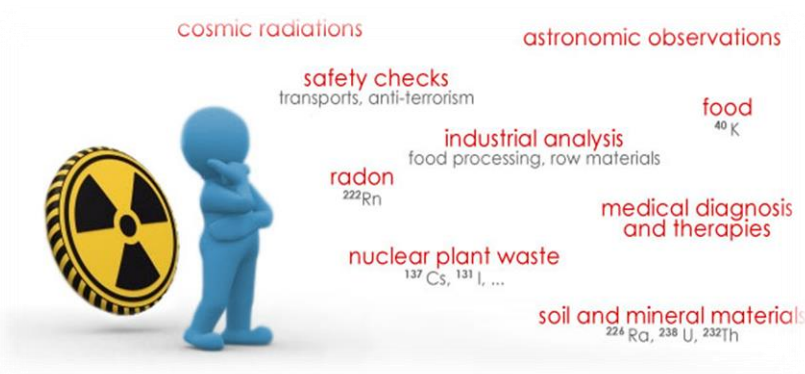 cosmic radiations
astronomic observations
safety checks
transports, anti-terrorism
food
⁴⁰K
industrial analysis
food processing, row materials
radon
²²²Rn
medical diagnosis
and therapies
nuclear plant waste
¹³⁷Cs, ¹³¹I, ...
soil and mineral materials
²²⁶Ra, ²³⁸U, ²³²Th